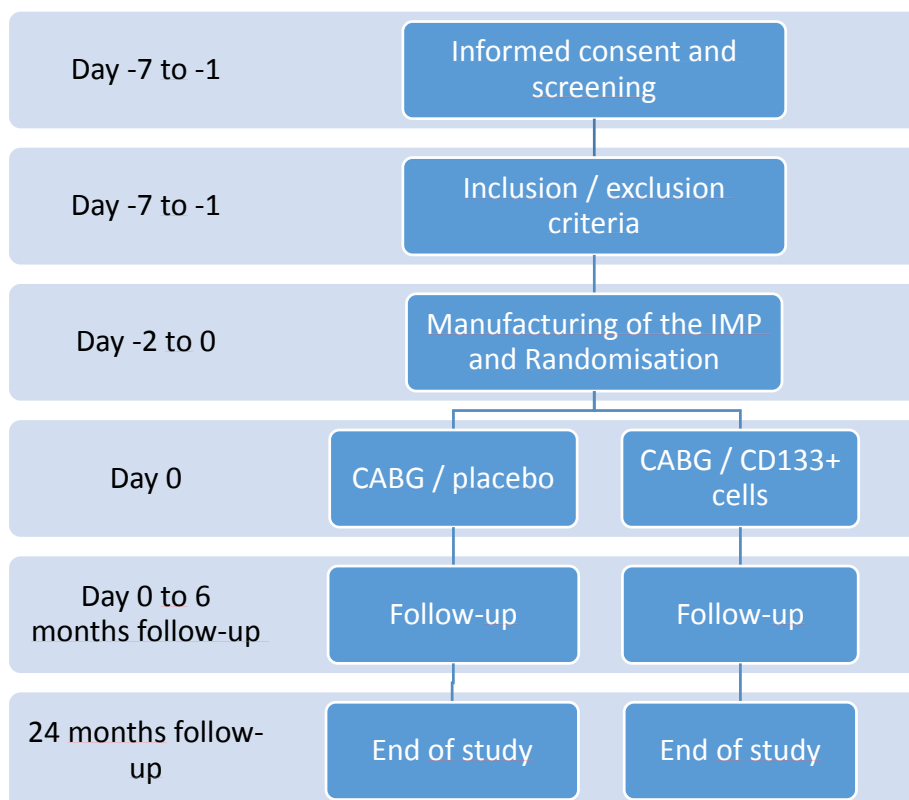 Day -7 to -1
Informed consent and
screening
Day -7 to -1
Inclusion / exclusion
criteria
Day -2 to 0
Manufacturing of the IMP
and Randomisation
Day 0
CABG / placebo
CABG / CD133+
cells
Day 0 to 6
months follow-up
Follow-up
Follow-up
24 months follow-
up
End of study
End of study